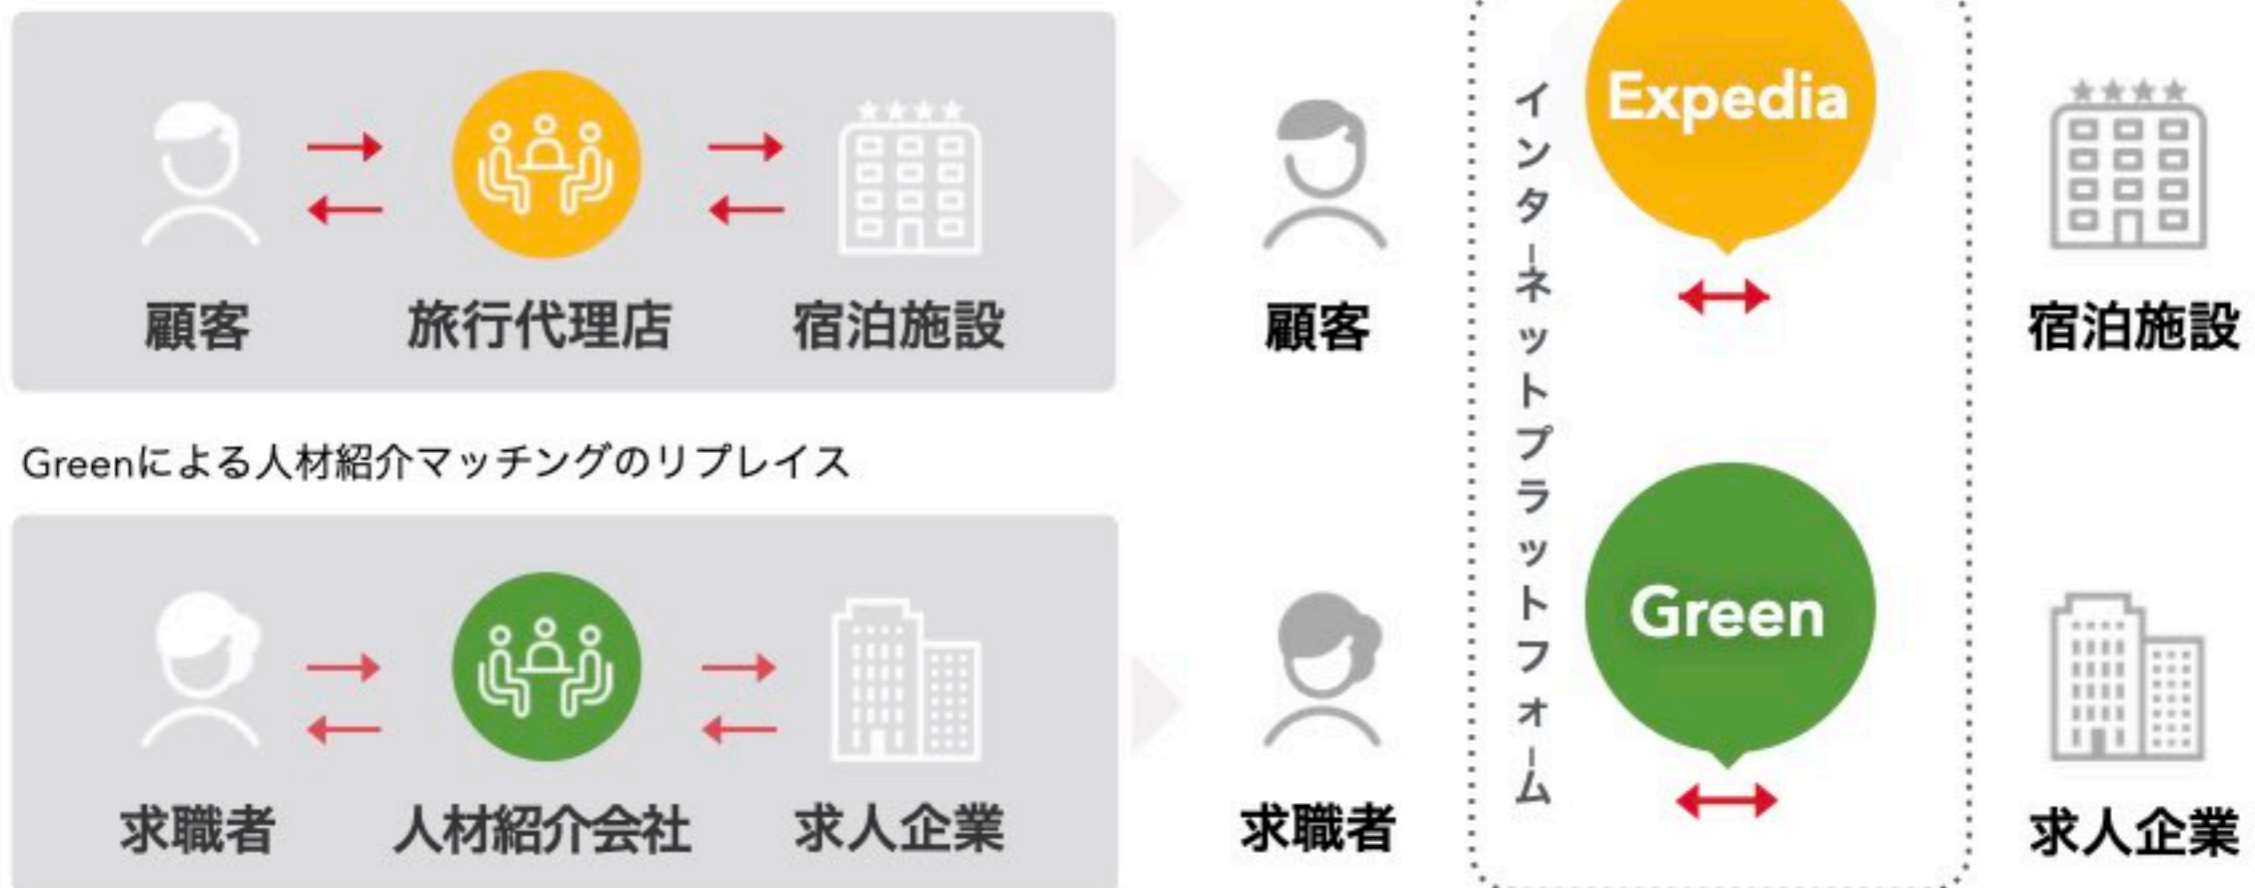 Expedia
インターネットプラットフォーム
顧客
旅行代理店
宿泊施設
顧客
宿泊施設
Greenによる人材紹介マッチングのリプレイス
Green
求職者
人材紹介会社
求人企業
求職者
求人企業